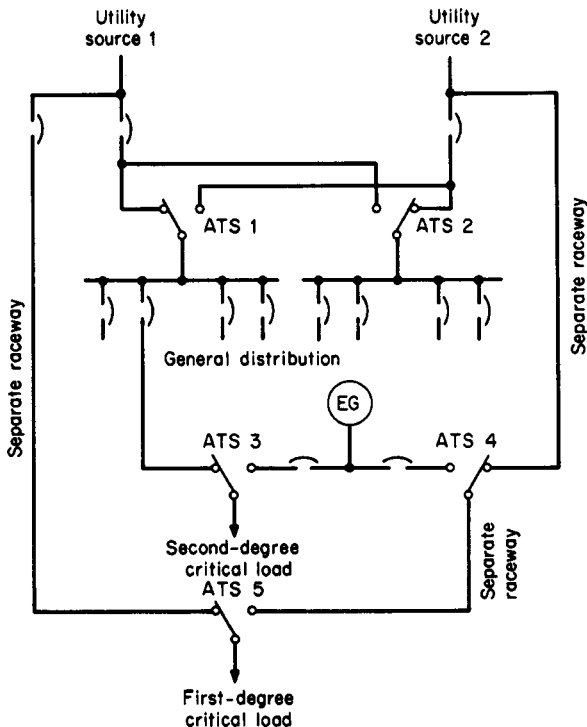 Utility
source 1
Utility
source 2
ATS 1
ATS 2
General distribution
Separate raceway
Separate raceway
EG
ATS 3
ATS 4
Second-degree
critical load
Separate
raceway
ATS 5
First-degree
critical load